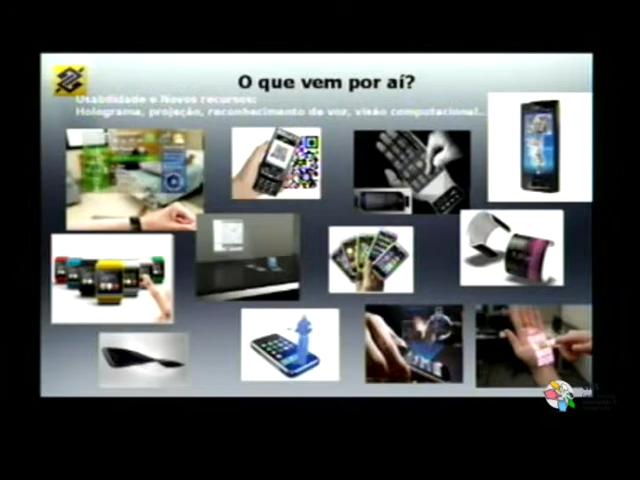 O que vem por aí?
Usabilidade e Novos recursos:
Holograma, projeção, reconhecimento de voz, visão computacional...